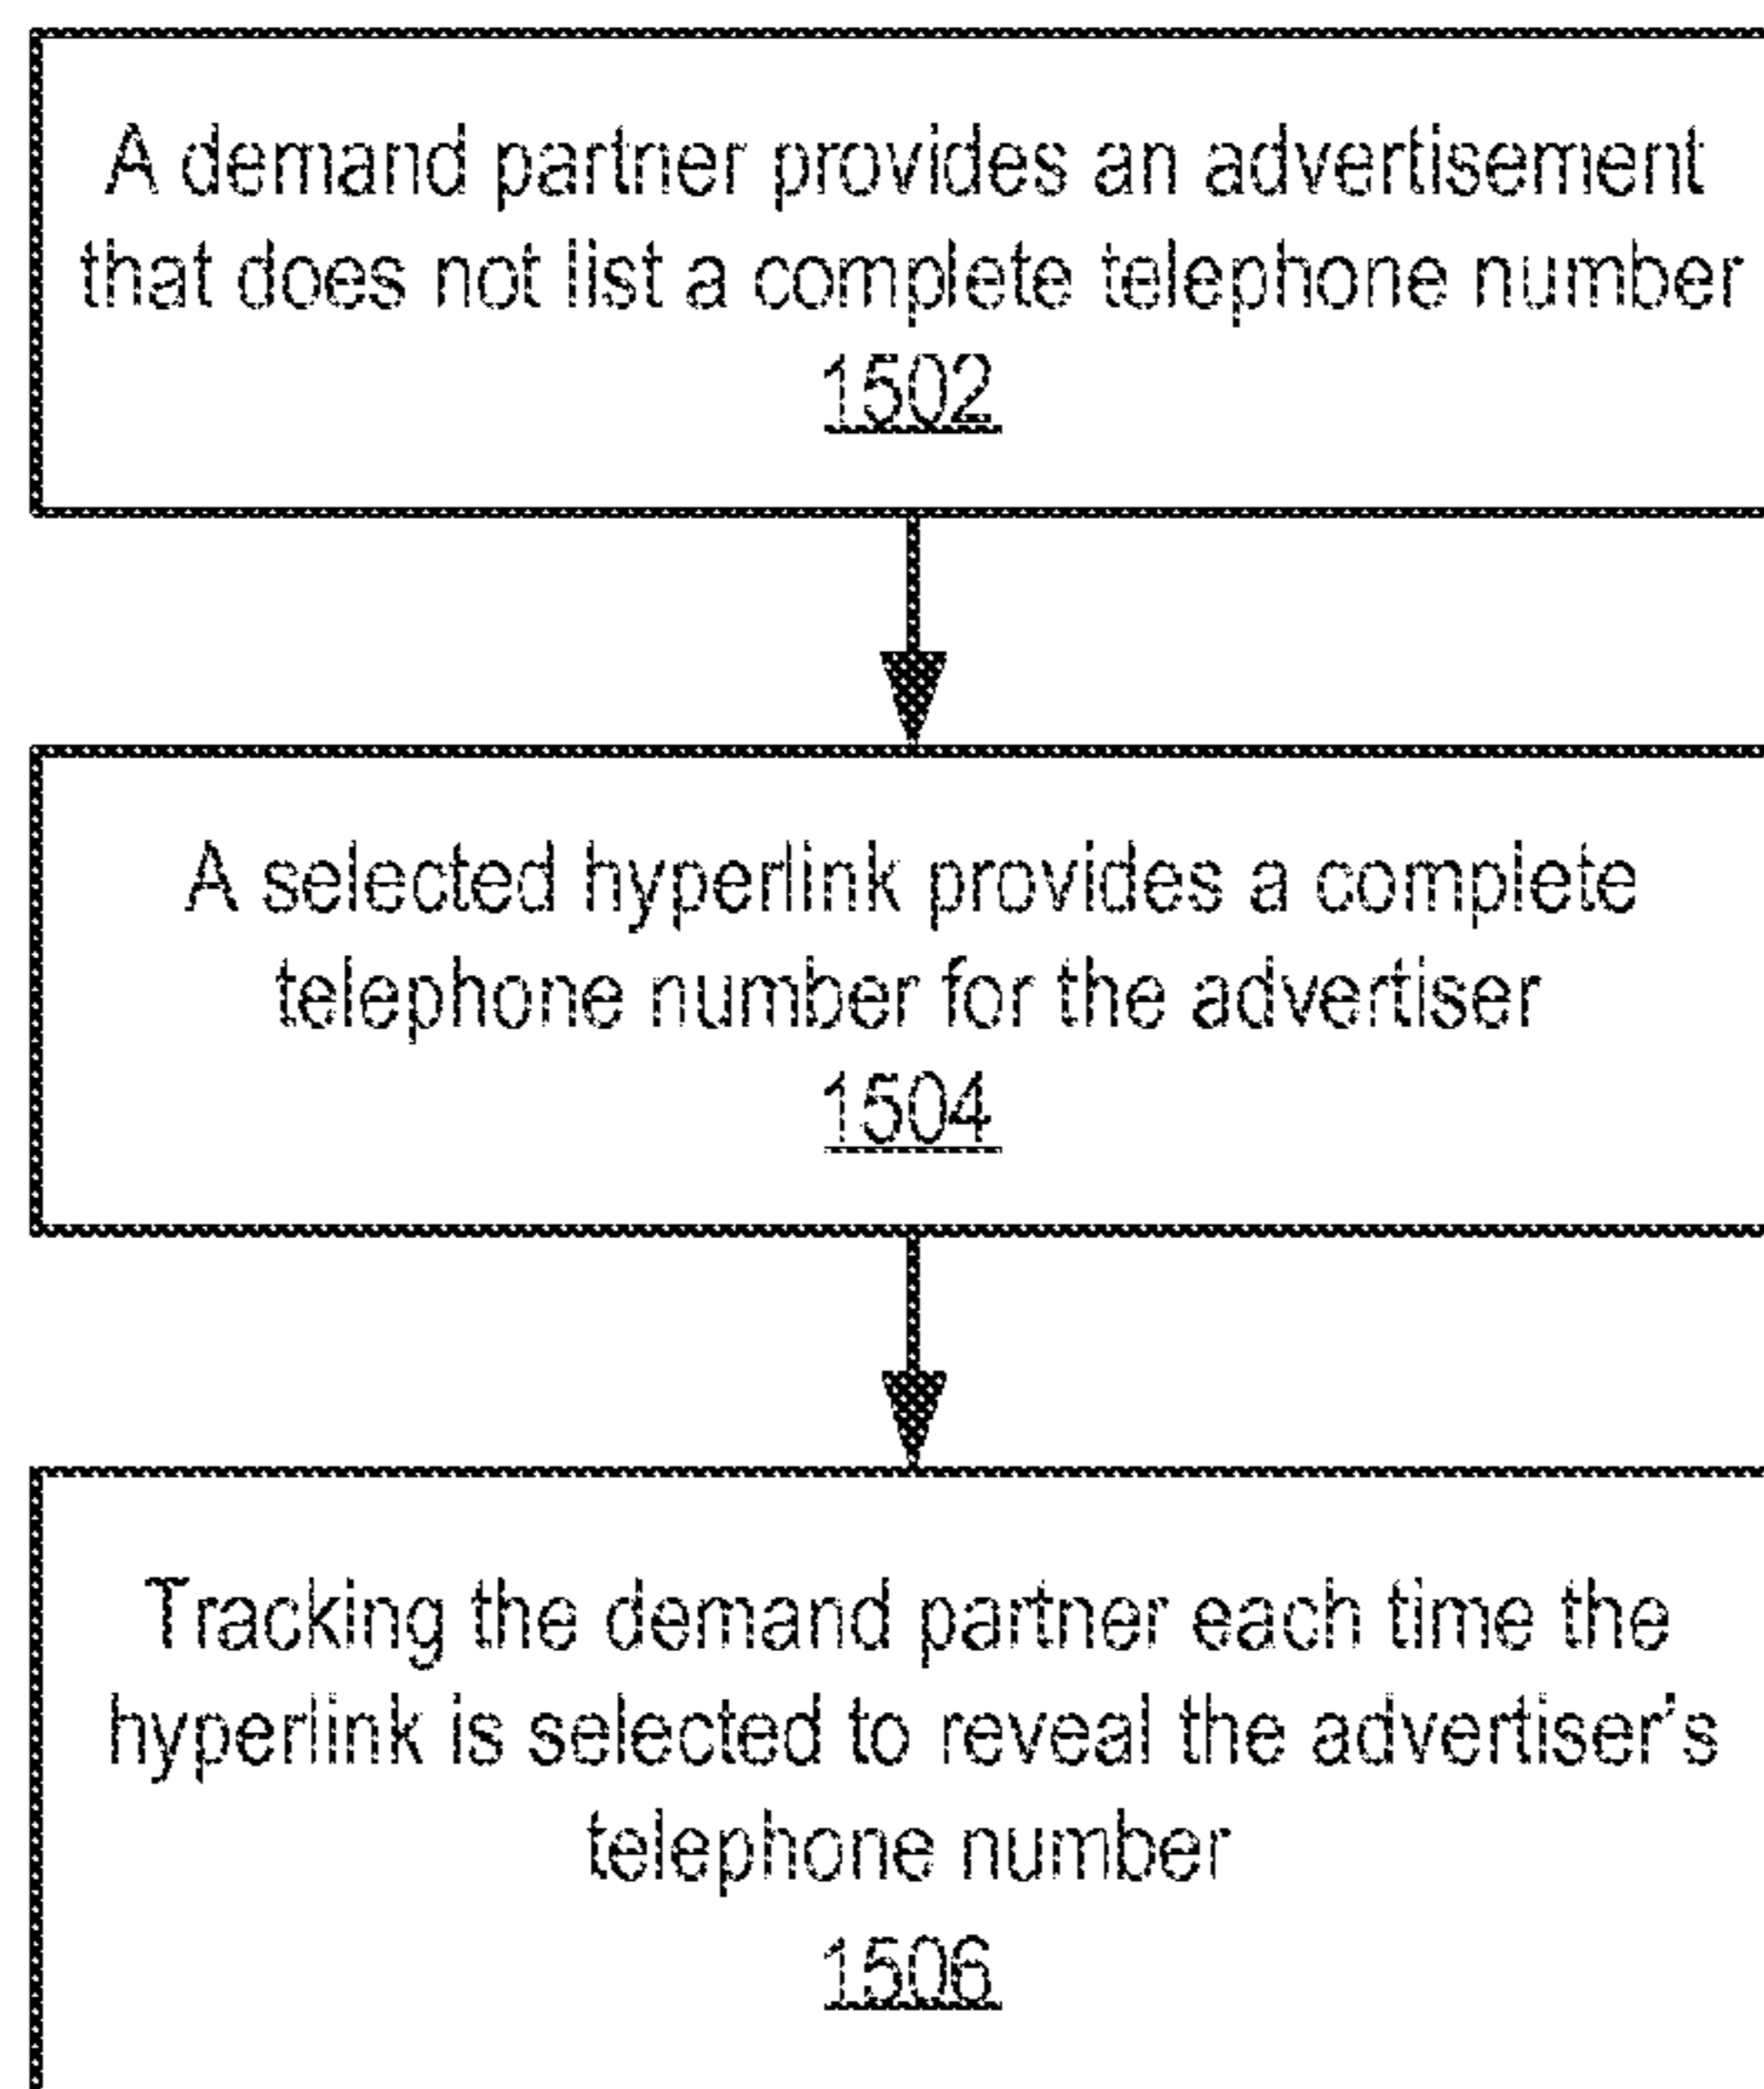 A demand partner provides an advertisement
that does not list a complete telephone number
1502
A selected hyperlink provides a complete
telephone number for the advertiser
1504
Tracking the demand partner each time the
hyperlink is selected to reveal the advertiser's
telephone number
1506